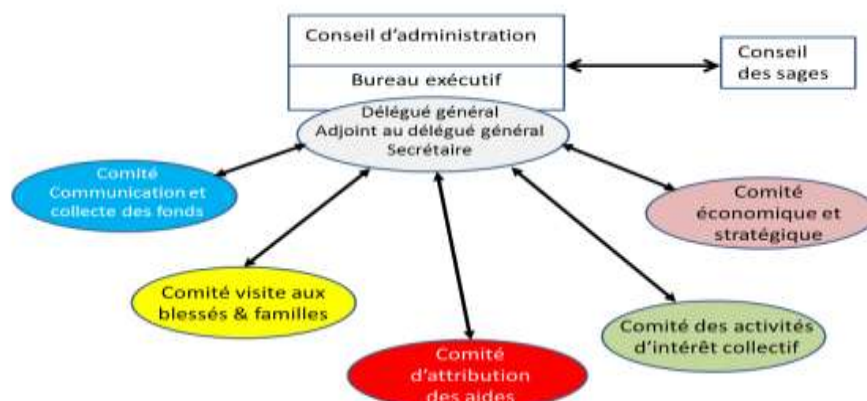 Conseil d'administration
Bureau exécutif
Conseil
des sages
Délégué général
Adjoint au délégué général
Secrétaire
Comité
Communication et
collecte des fonds
Comité
économique et
stratégique
Comité visite aux
blessés & familles
Comité des activités
d'intérêt collectif
Comité
d'attribution
des aides